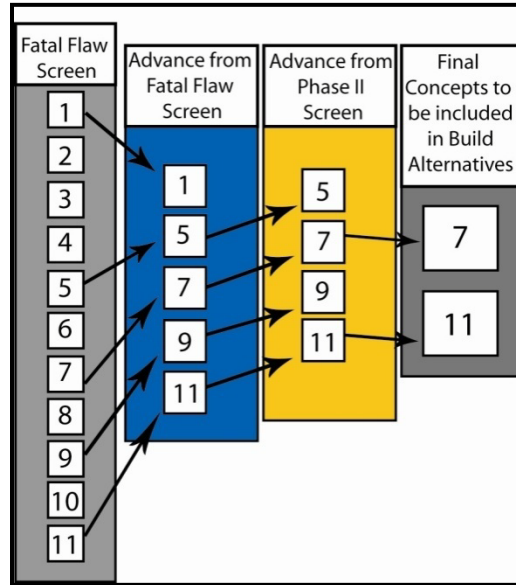 Fatal Flaw
Screen
1
2
3
4
5
6
7
8
9
10
11
Advance from
Fatal Flaw
Screen
1
5
7
9
11
Advance from
Phase II
Screen
5
7
9
11
Final
Concepts to
be included
in Build
Alternatives
7
11